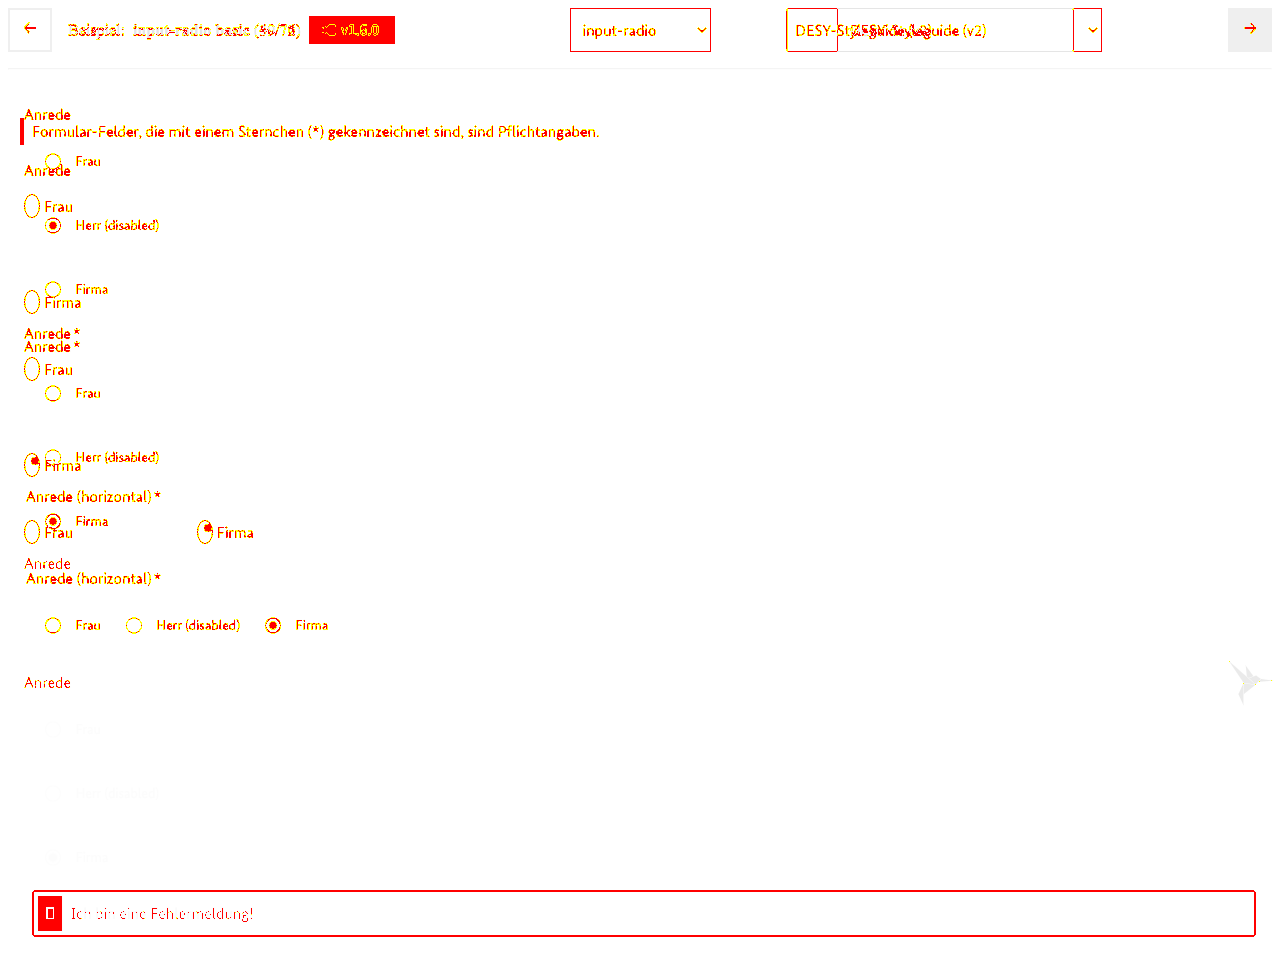 Beispiel: input-radio basic v1.6.0 input-radio DESY-Styleguide (v2)
Anrede
Formular-Felder, die mit einem Sternchen (*) gekennzeichnet sind, sind Pflichtangaben.
Frau
Anrede
Frau
Herr (disabled)
Firma
Firma
Anrede *
Anrede *
Frau
Frau
Herr (disabled)
Firma
Anrede (horizontal) *
Firma
Frau Firma
Anrede
Anrede (horizontal) *
Frau Herr (disabled) Firma
Anrede
Ich bin eine Fehlermeldung!